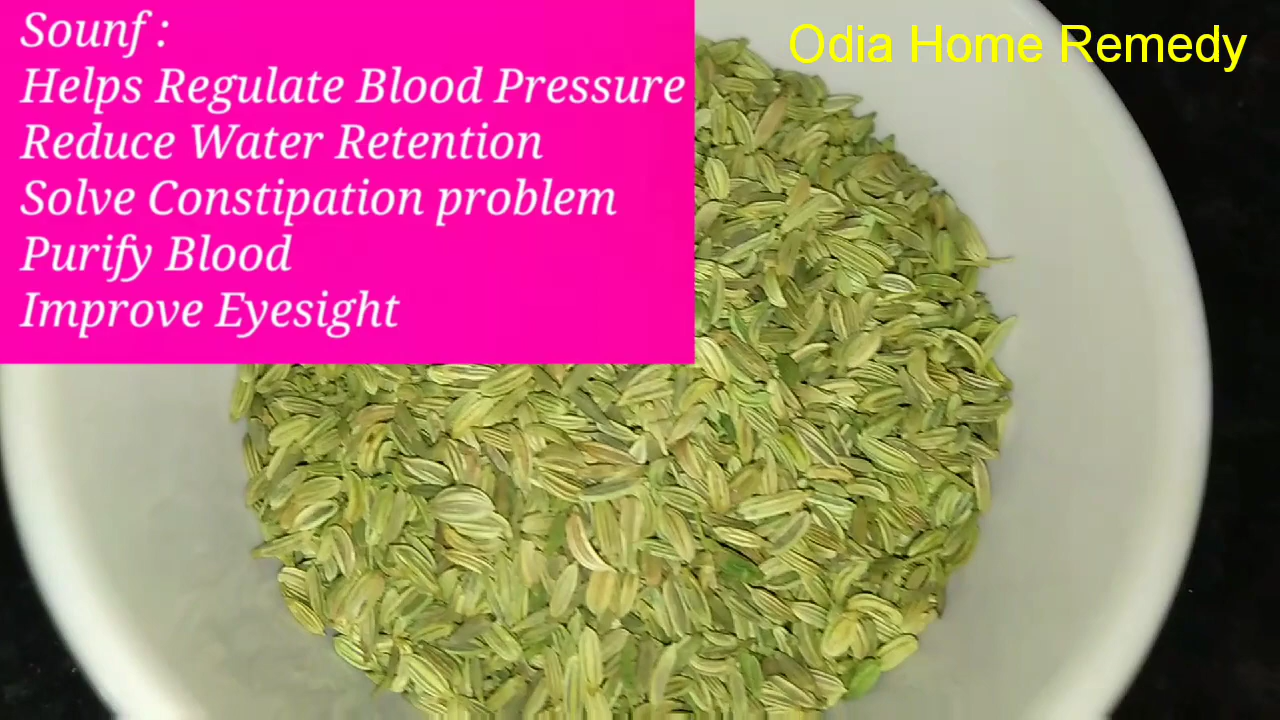 Sounf :
Helps Regulate Blood Pressure
Reduce Water Retention
Solve Constipation problem
Purify Blood
Improve Eyesight
Odia Home Remedy